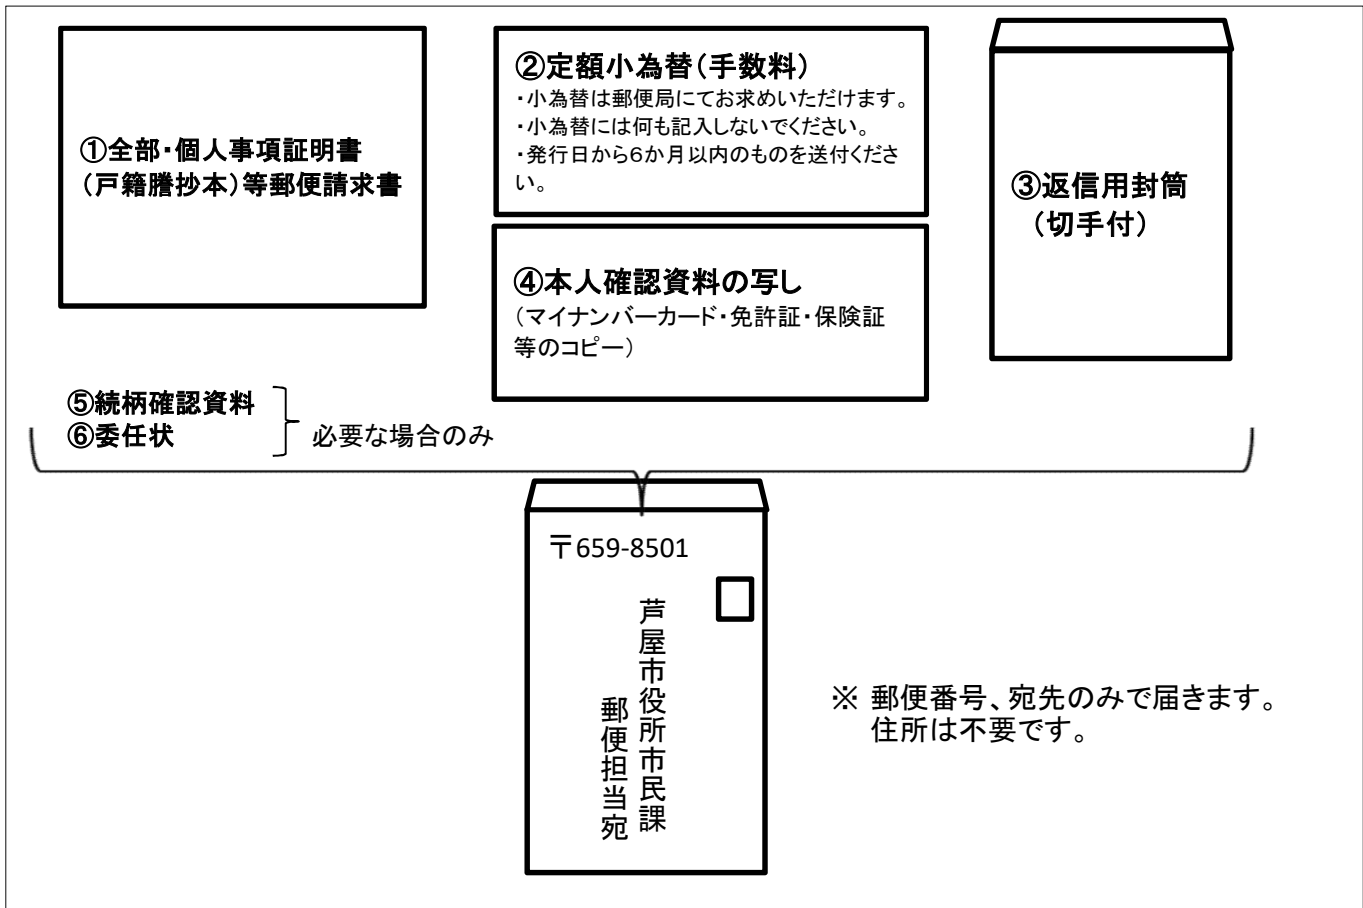 ①全部・個人事項証明書
（戸籍謄抄本）等郵便請求書
②定額小為替（手数料）
・小為替は郵便局にてお求めいただけます。
・小為替には何も記入しないでください。
・発行日から６か月以内のものを送付くださ
い。
③返信用封筒
（切手付）
④本人確認資料の写し
（マイナンバーカード・免許証・保険証
等のコピー）
⑤続柄確認資料
⑥委任状
必要な場合のみ
〒659-8501
芦屋市役所市民課
郵便担当宛
※ 郵便番号、宛先のみで届きます。
住所は不要です。